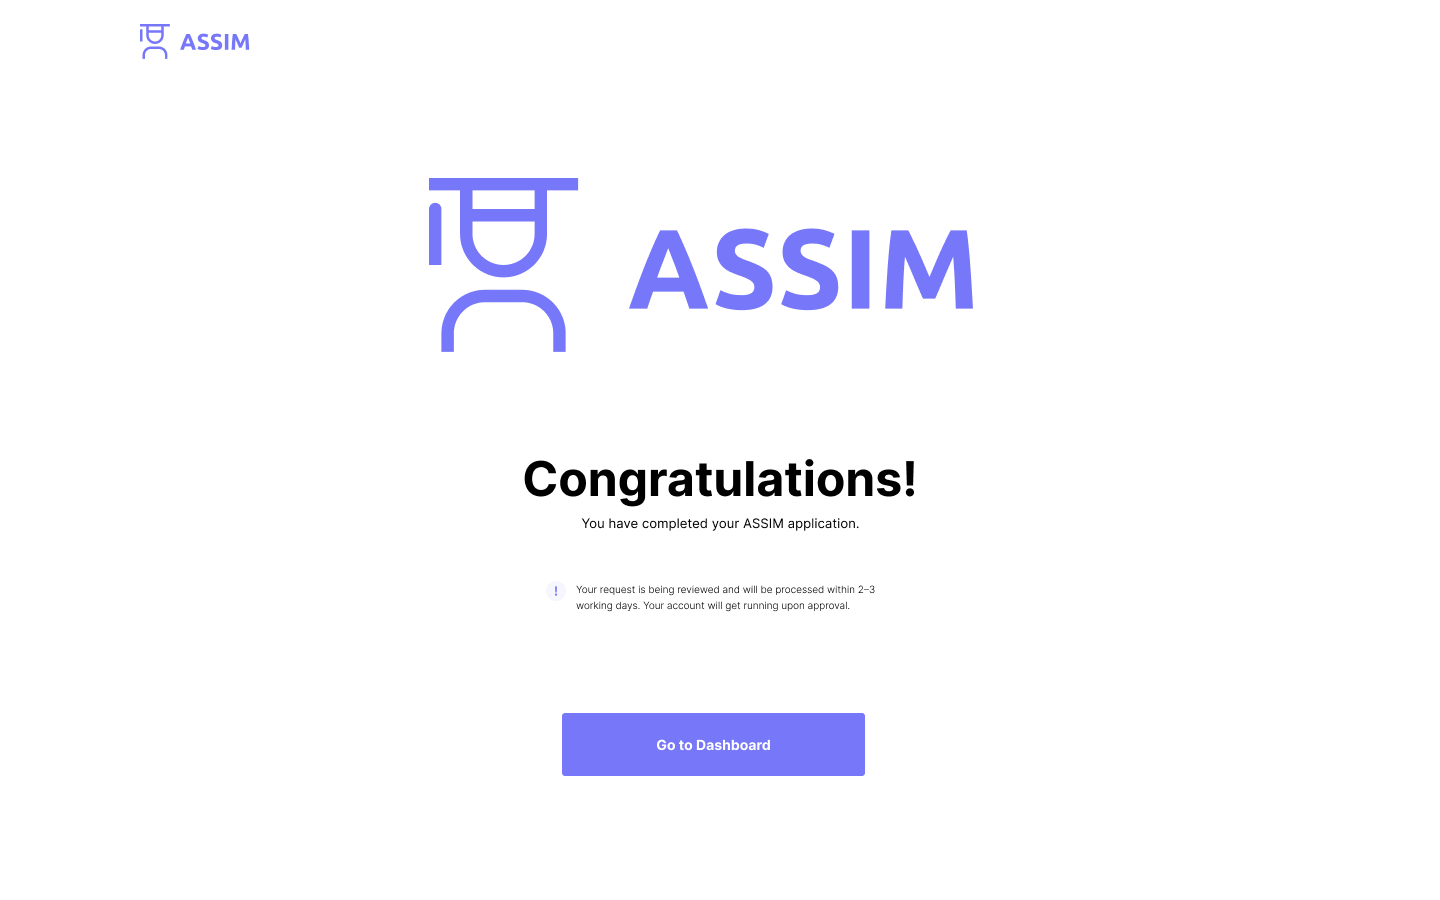 ASSIM
ASSIM
Congratulations!
You have completed your ASSIM application.
! Your request is being reviewed and will be processed within 2–3
working days. Your account will get running upon approval.
Go to Dashboard